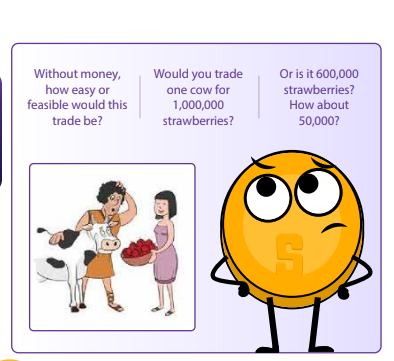 Without money,
how easy or
feasible would this
trade be?
Would you trade
one cow for
1,000,000
strawberries?
Or is it 600,000
strawberries?
How about
50,000?
S